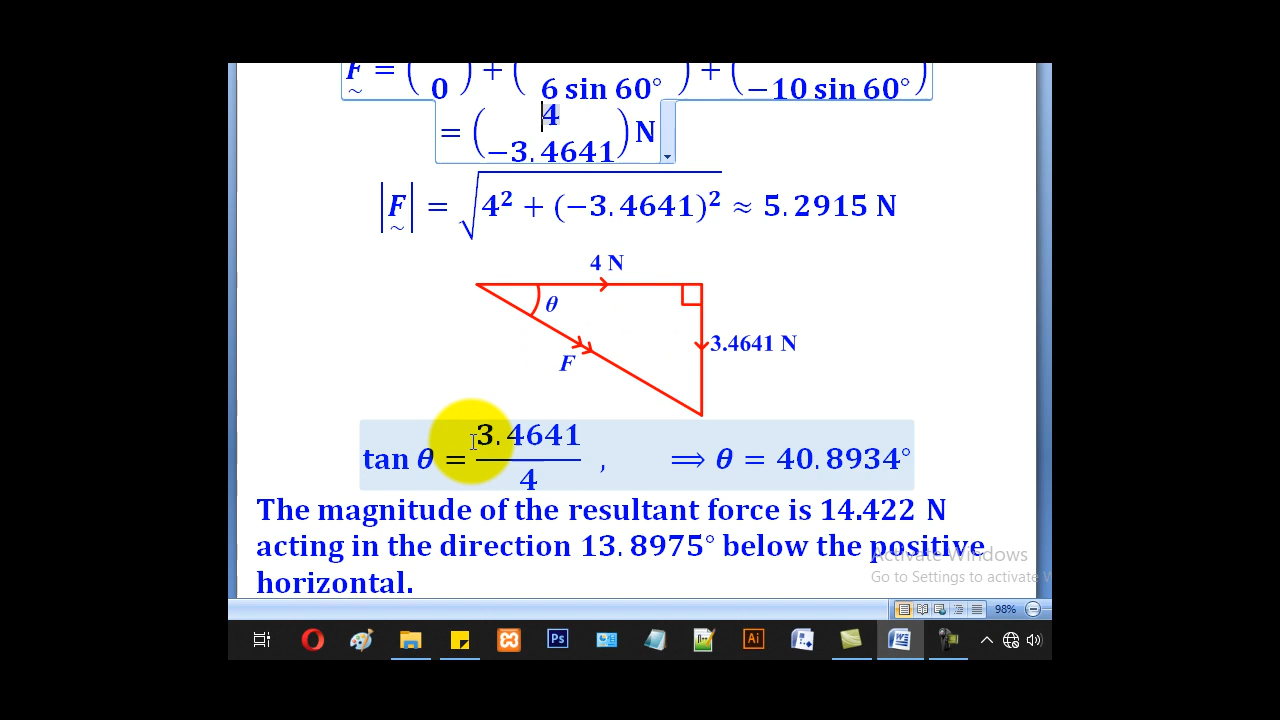 F = ( 0 ) + ( 6 sin 60° ) + ( −10 sin 60° )
~
= ( 4 −3.4641 ) N
|F| = √4² + (−3.4641)² ≈ 5.2915 N
~
4 N
θ
3.4641 N
F
tan θ = 3.4641 / 4 , ⟹ θ = 40.8934°
The magnitude of the resultant force is 14.422 N
acting in the direction 13.8975° below the positive
horizontal.
Activate Windows
Go to Settings to activate W
98%
Ps
Ai
W